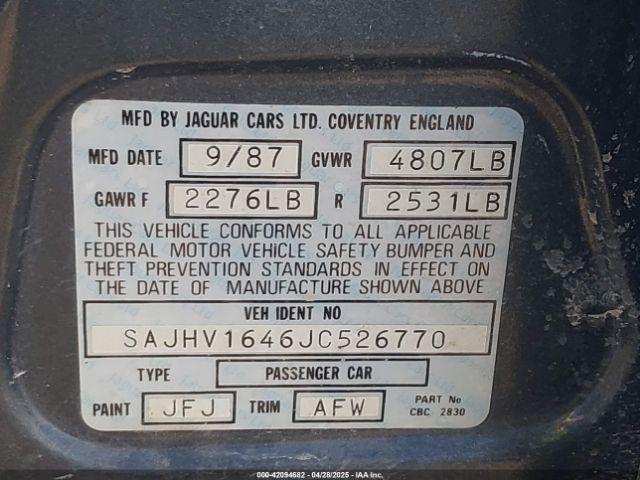 MFD BY JAGUAR CARS LTD. COVENTRY ENGLAND
MFD DATE 9/87 GVWR 4807LB
GAWR F 2276LB R 2531LB
THIS VEHICLE CONFORMS TO ALL APPLICABLE
FEDERAL MOTOR VEHICLE SAFETY BUMPER AND
THEFT PREVENTION STANDARDS IN EFFECT ON
THE DATE OF MANUFACTURE SHOWN ABOVE
VEH IDENT NO
SAJHV1646JC526770
TYPE PASSENGER CAR
PAINT JFJ TRIM AFW PART No
CBC 2830
000-42094682 - 04/28/2025 - IAA Inc.